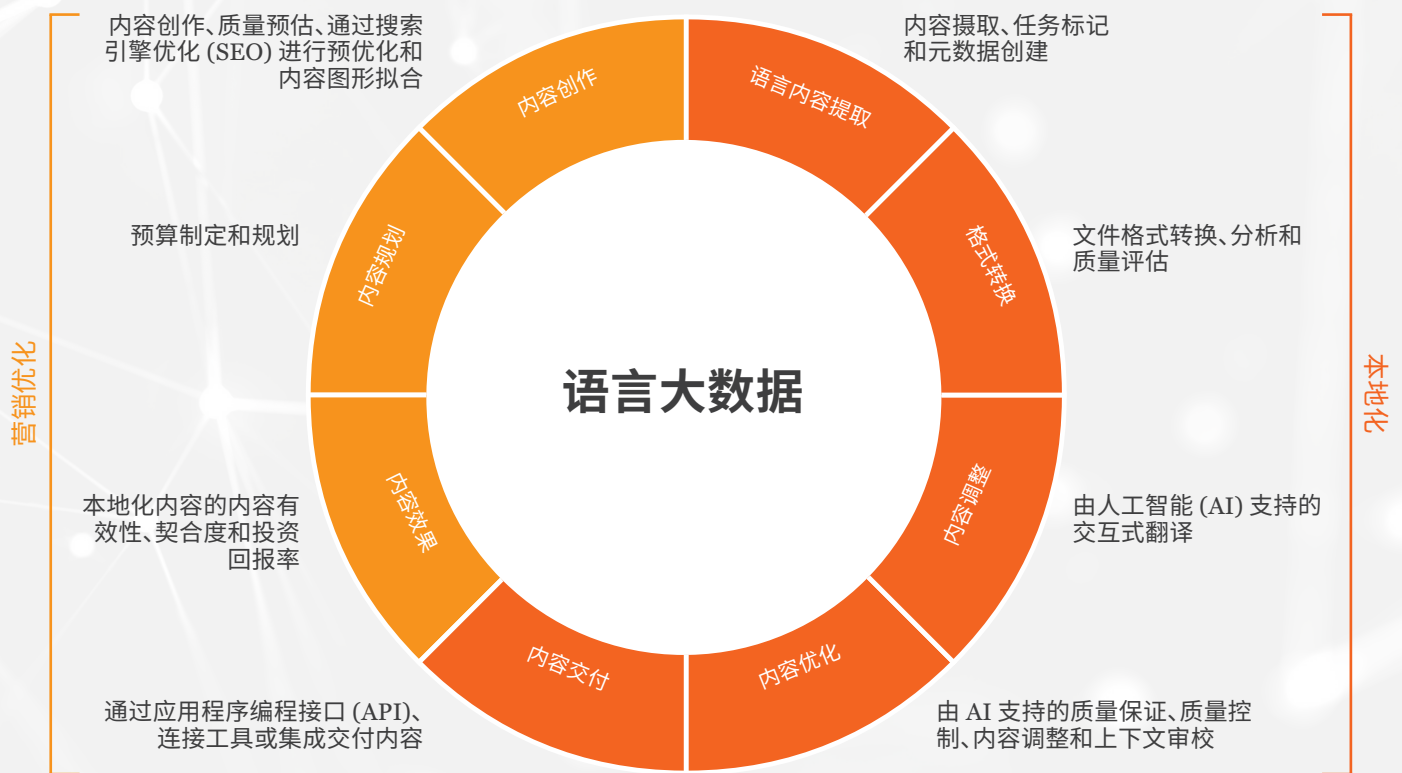 内容创作、质量预估、通过搜索
引擎优化 (SEO) 进行预优化和
内容图形拟合
内容摄取、任务标记
和元数据创建
内容创作
语言内容提取
预算制定和规划
内容规划
格式转换
文件格式转换、分析和
质量评估
营销优化
语言大数据
本地化
本地化内容的内容有
效性、契合度和投资
回报率
内容效果
内容调整
由人工智能 (AI) 支持的
交互式翻译
内容交付
内容优化
通过应用程序编程接口 (API)、
连接工具或集成交付内容
由 AI 支持的质量保证、质量控
制、内容调整和上下文审校